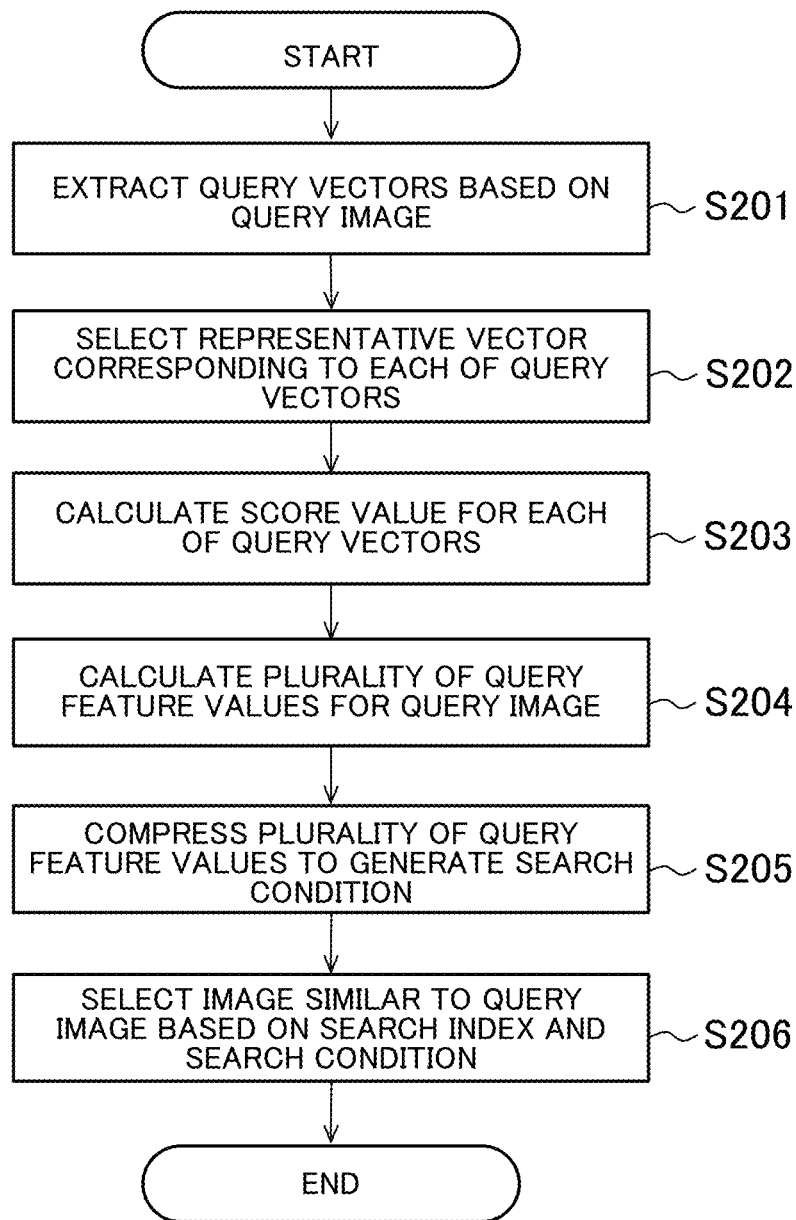 START
EXTRACT QUERY VECTORS BASED ON
QUERY IMAGE
S201
SELECT REPRESENTATIVE VECTOR
CORRESPONDING TO EACH OF QUERY
VECTORS
S202
CALCULATE SCORE VALUE FOR EACH
OF QUERY VECTORS
S203
CALCULATE PLURALITY OF QUERY
FEATURE VALUES FOR QUERY IMAGE
S204
COMPRESS PLURALITY OF QUERY
FEATURE VALUES TO GENERATE SEARCH
CONDITION
S205
SELECT IMAGE SIMILAR TO QUERY
IMAGE BASED ON SEARCH INDEX AND
SEARCH CONDITION
S206
END